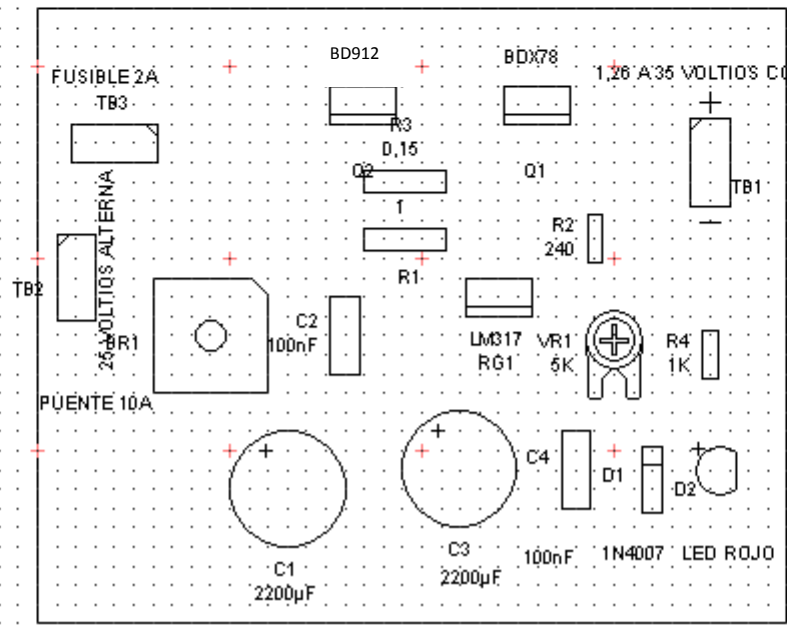 BD912
BDX78
FUSIBLE 2A
1,26 A 35 VOLTIOS CO
TB3
+
R3
0,15
Q2
Q1
TB1
1
25 VOLTIOS ALTERNA
R2
240
R1
TB2
C2
100nF
BR1
LM317
RG1
VR1
5K
R4
1K
PUENTE 10A
+
+
+
C4
D1
D2
C3
2200µF
100nF
1N4007
LED ROJO
C1
2200µF